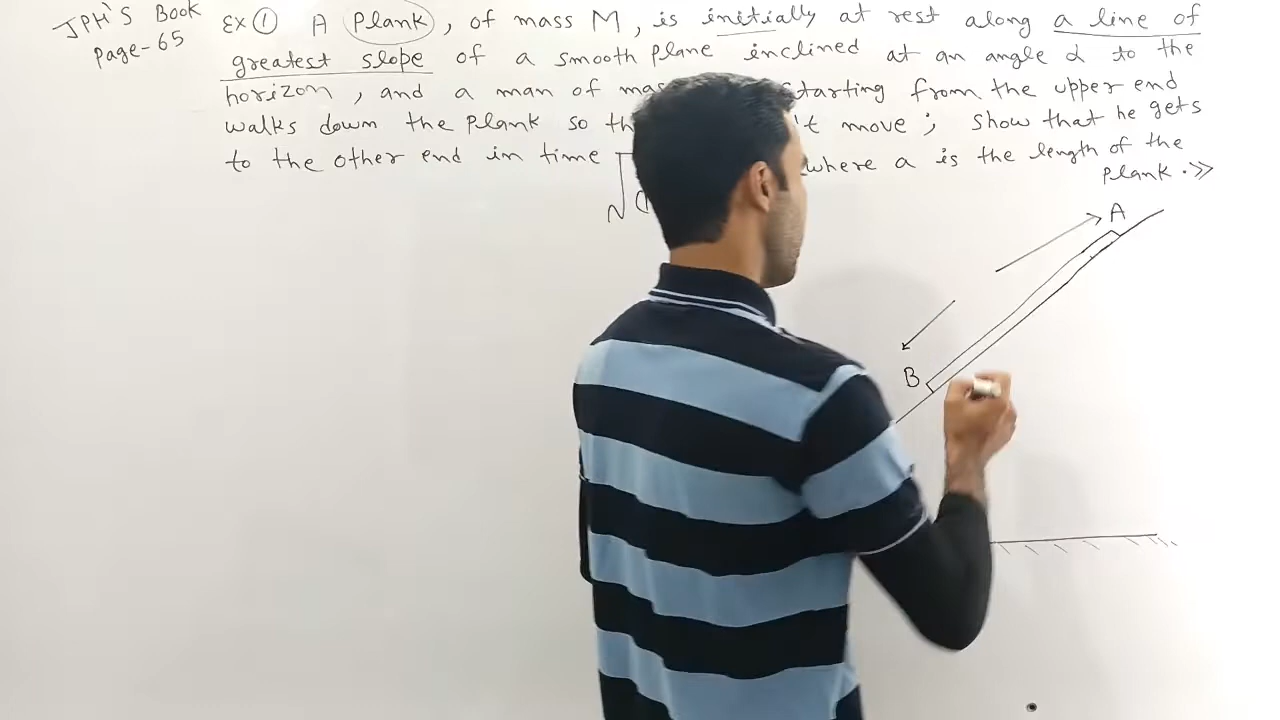 JPH'S Book
Page-65
Ex ① A Plank, of mass M, is initially at rest along a line of
greatest slope of a smooth plane inclined at an angle α to the
horizon, and a man of starting from the upper end
walks down the plank so move; show that he gets
to the other end in time where a is the length of the
plank.>>
A
B